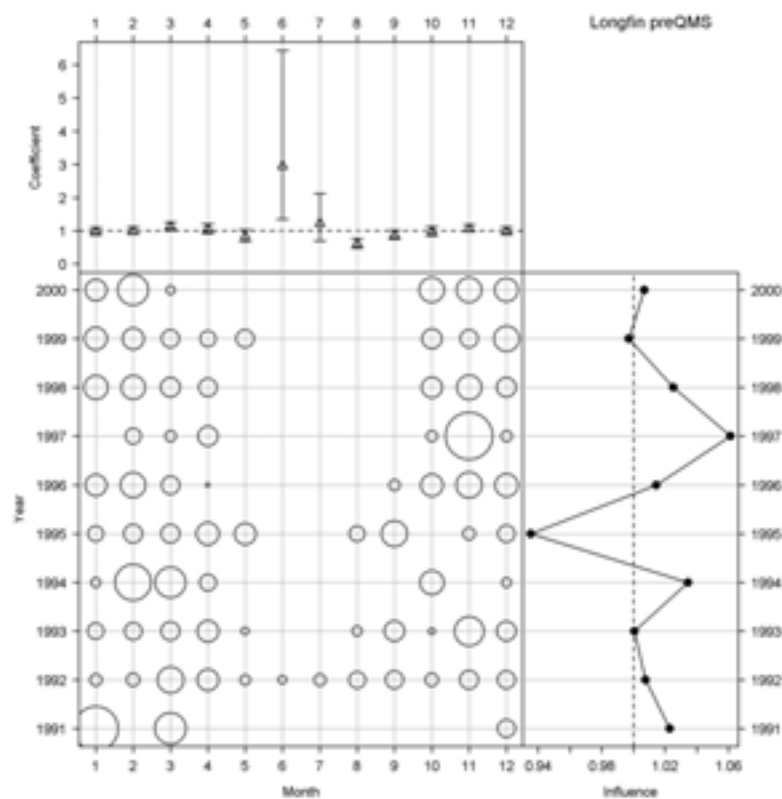 1 2 3 4 5 6 7 8 9 10 11 12
Longfin preQMS
6
5
4
3
2
1
0
Coefficient
2000 2000
1999 1999
1998 1998
1997 1997
1996 1996
1995 1995
1994 1994
1993 1993
1992 1992
1991 1991
Year
1 2 3 4 5 6 7 8 9 10 11 12
0.94 0.98 1.02 1.06
Month
Influence